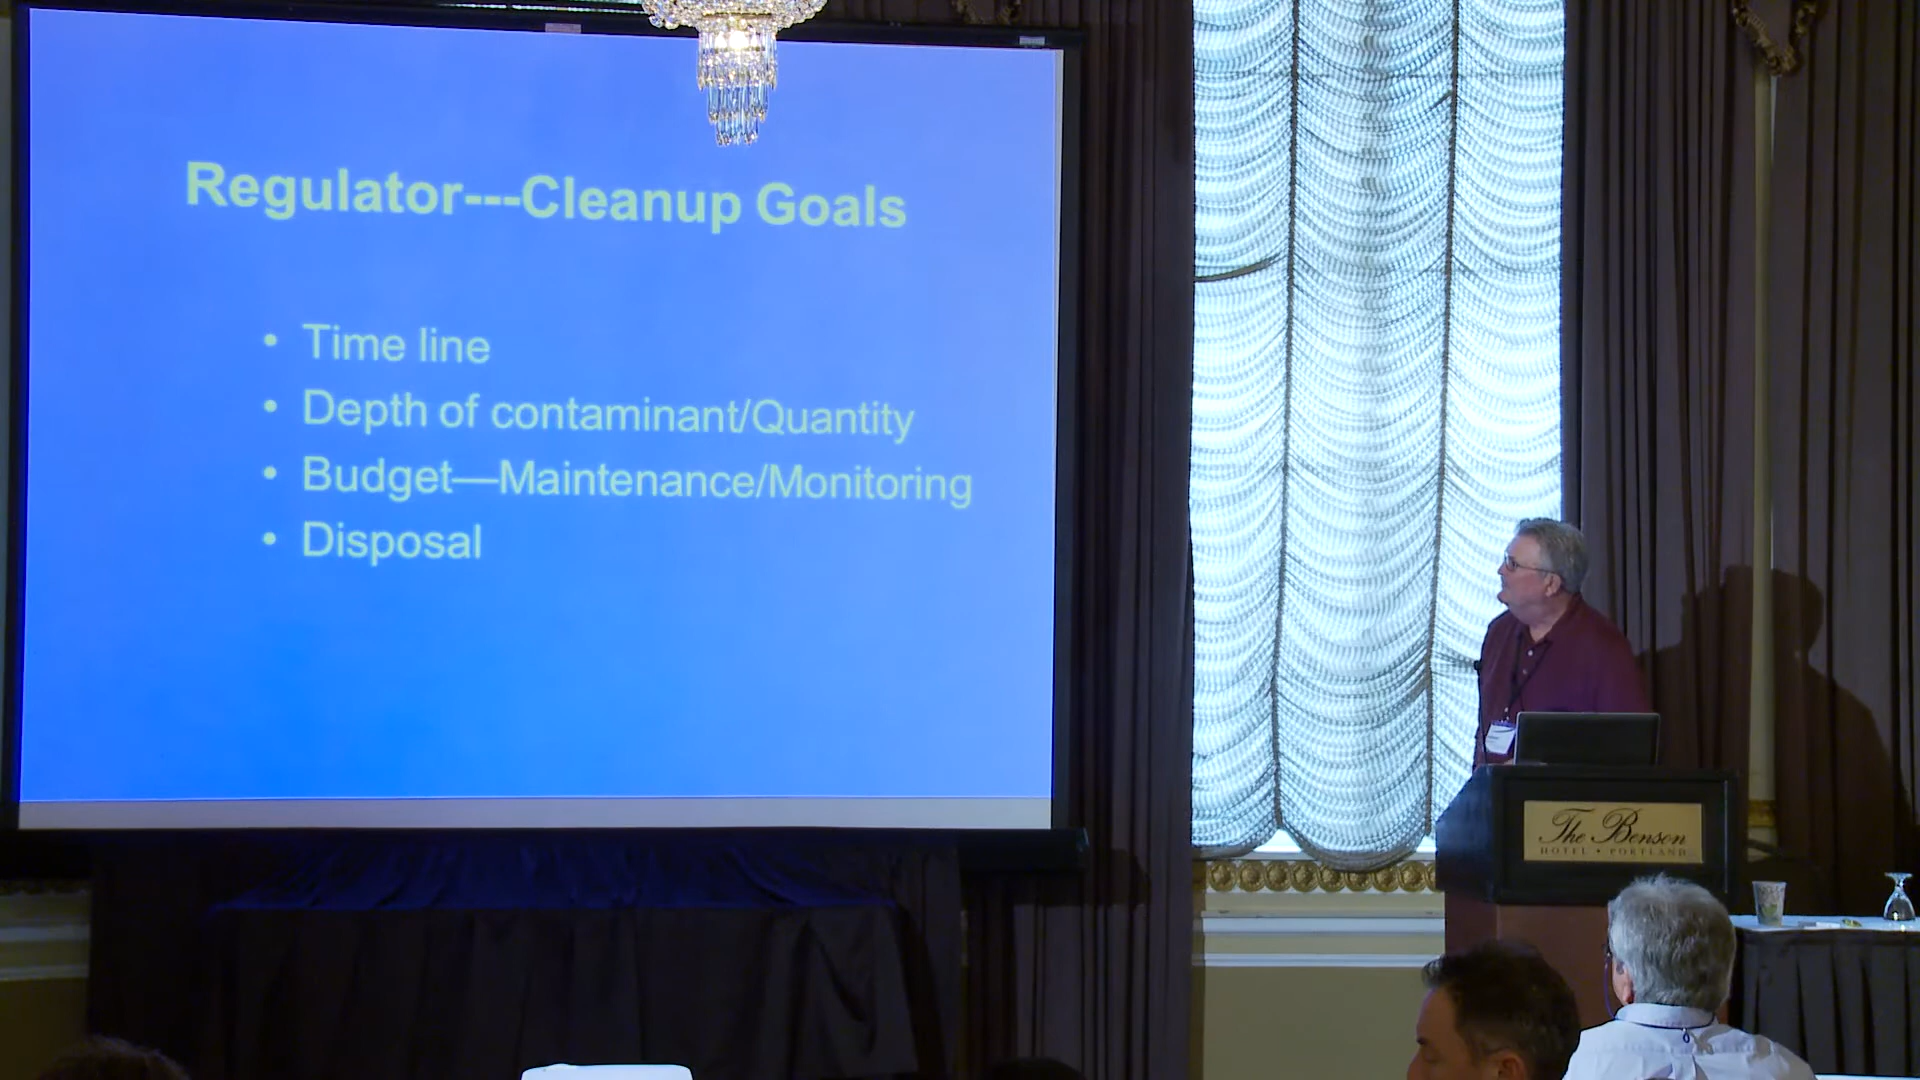 Regulator---Cleanup Goals
• Time line
• Depth of contaminant/Quantity
• Budget—Maintenance/Monitoring
• Disposal
The Benson
HOTEL • PORTLAND